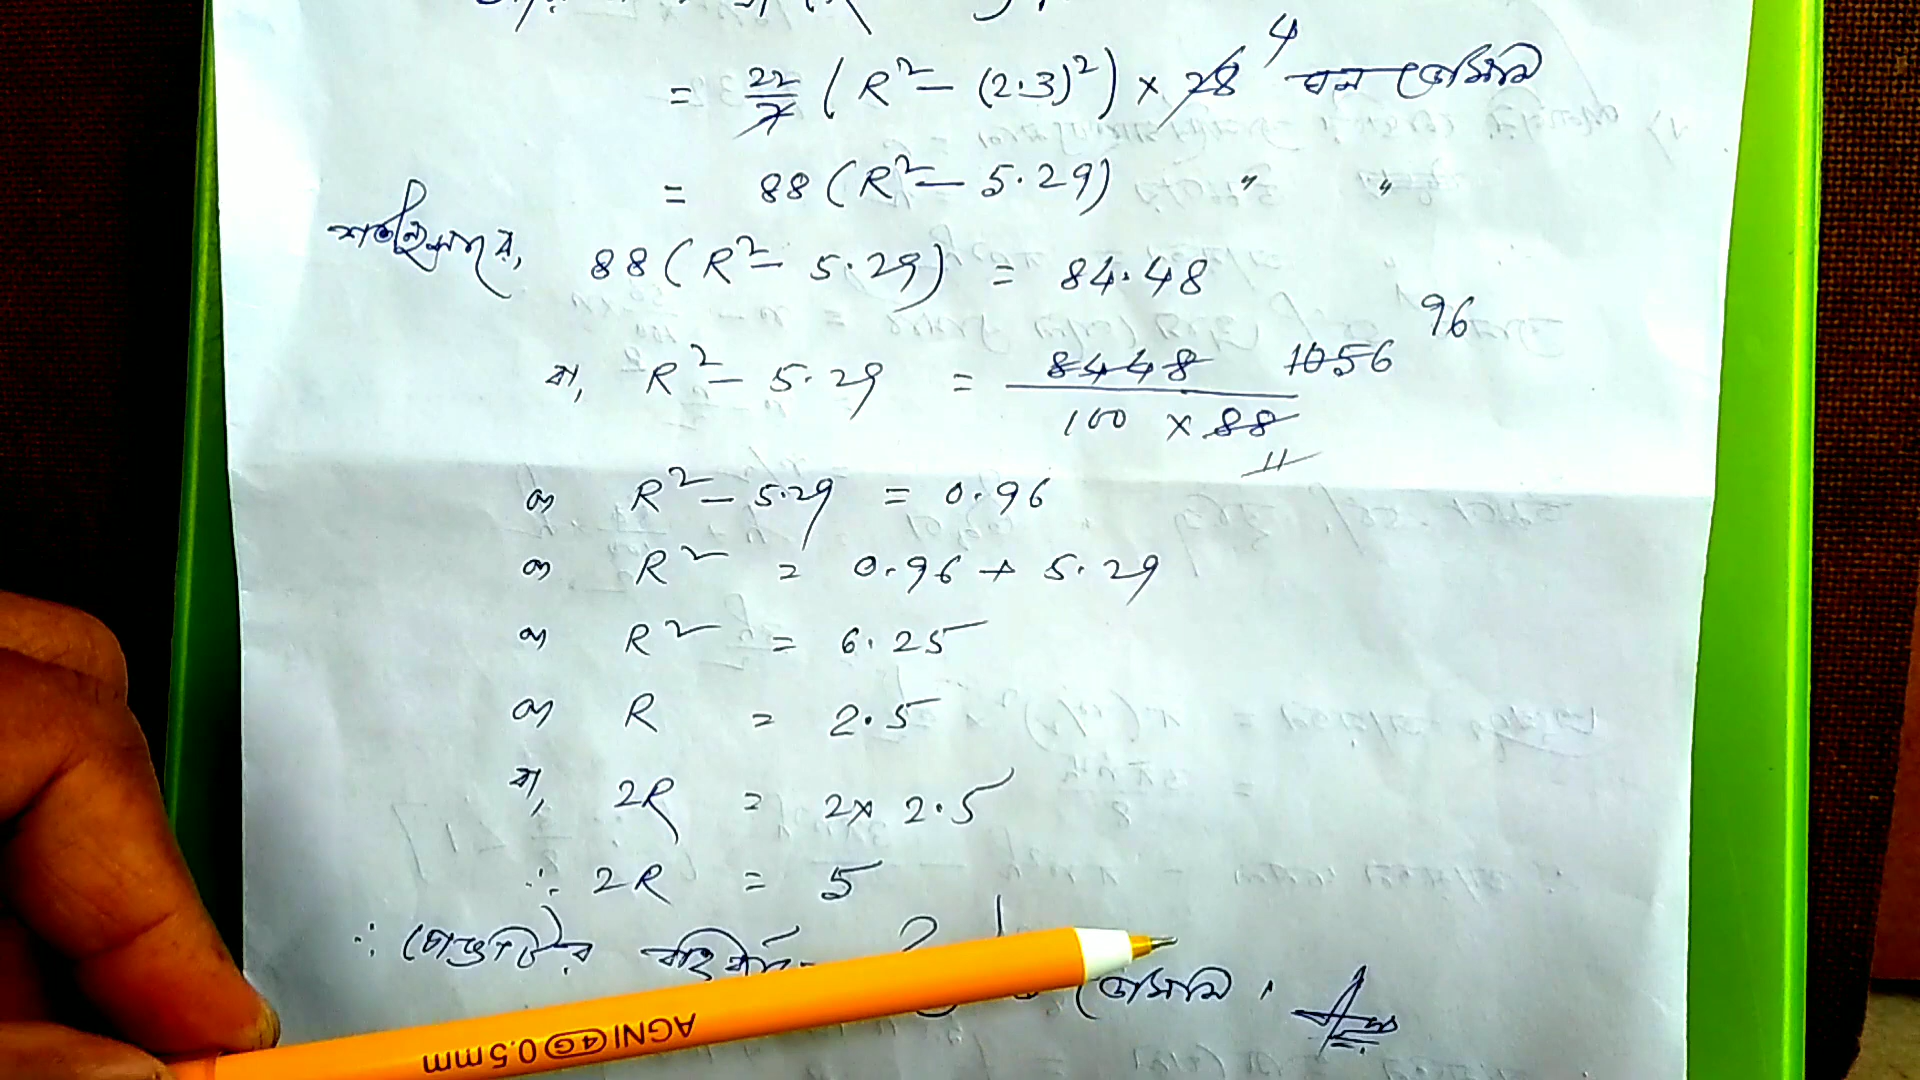 = 22/7 (R² - (2.3)²) × 28 4 ঘন ডেসিমি
= 88 (R² - 5.29) " "
শর্তানুসারে, 88 (R² - 5.29) = 84.48
বা, R² - 5.29 = 8448 1056 96 / 100 × 88 11
বা R² - 5.29 = 0.96
বা R² = 0.96 + 5.29
বা R² = 6.25
বা R = 2.5
বা, 2R = 2 × 2.5
∴ 2R = 5
∴ চোঙটির ডেসিমি।
AGNI 4G 0.5mm